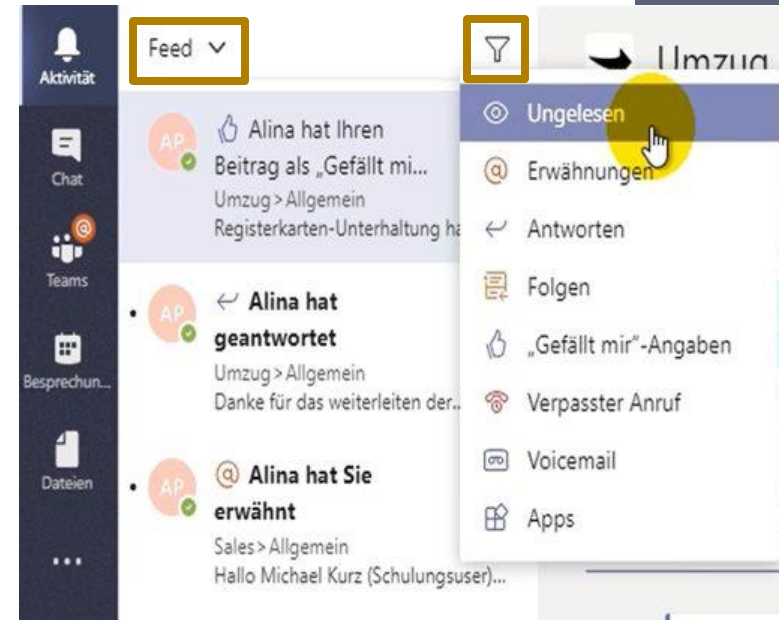 Aktivität
Chat
Teams
Besprechun...
Dateien
Feed
AP
Alina hat Ihren
Beitrag als „Gefällt mi...
Umzug > Allgemein
Registerkarten-Unterhaltung ha
AP
Alina hat
geantwortet
Umzug > Allgemein
Danke für das weiterleiten der..
AP
@ Alina hat Sie
erwähnt
Sales > Allgemein
Hallo Michael Kurz (Schulungsuser)...
Umzug
Ungelesen
@ Erwähnungen
Antworten
Folgen
„Gefällt mir"-Angaben
Verpasster Anruf
Voicemail
Apps